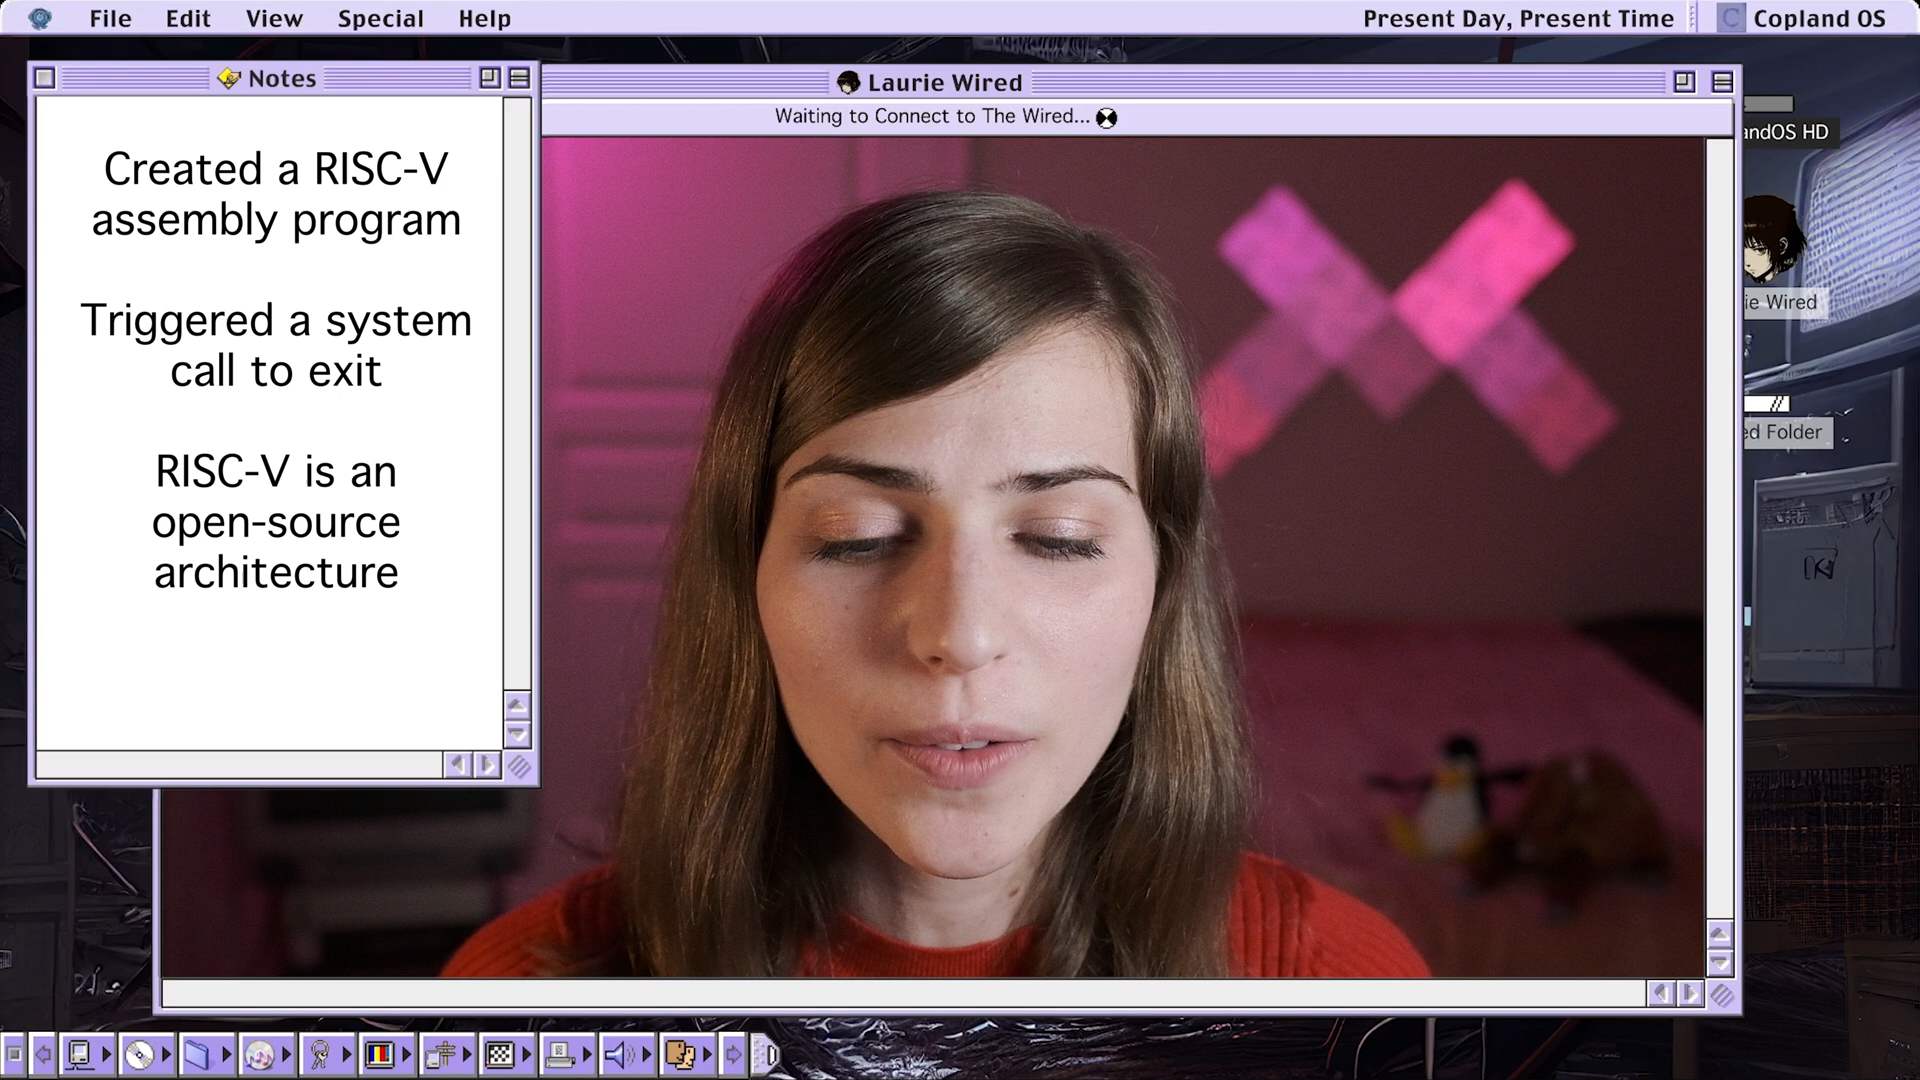 File Edit View Special Help
Present Day, Present Time
Copland OS
Notes
Created a RISC-V
assembly program
Triggered a system
call to exit
RISC-V is an
open-source
architecture
Laurie Wired
Waiting to Connect to The Wired...
andOS HD
ie Wired
ed Folder